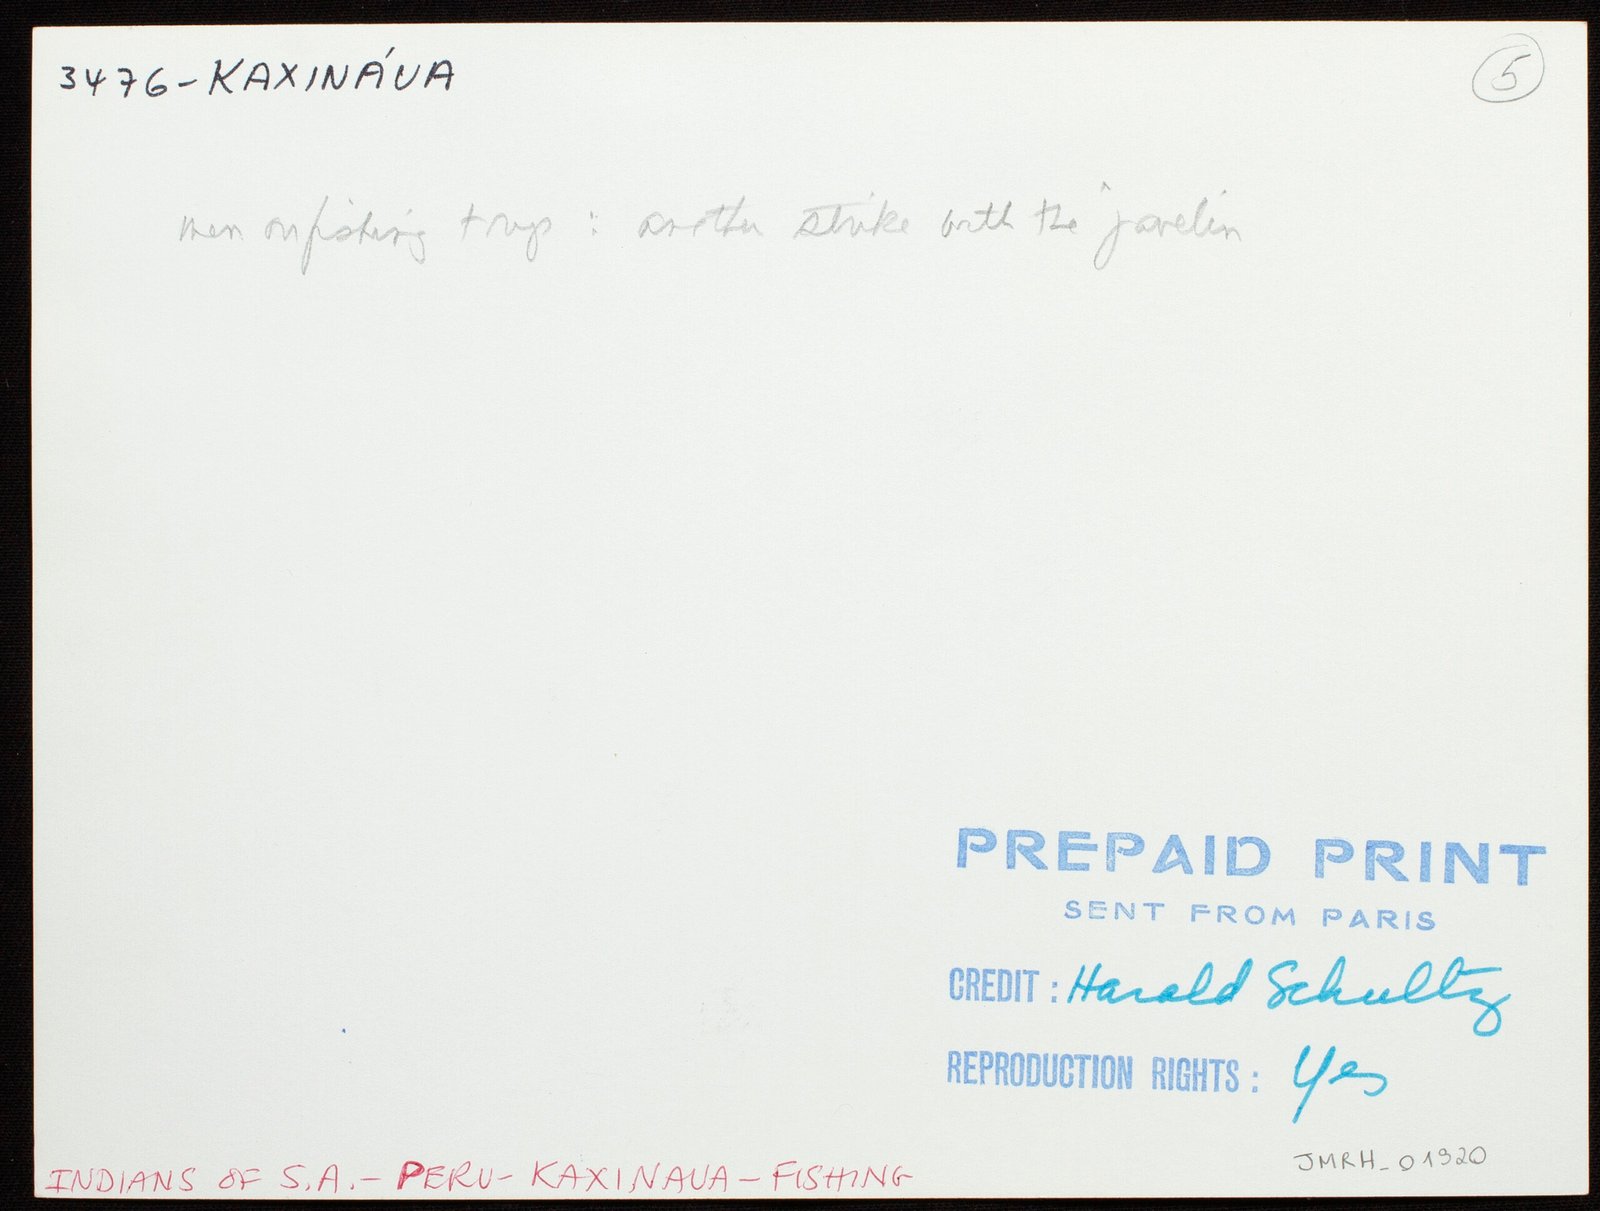 3476-KAXINÁUA
5
men on fishing trip : another strike with the javelin
PREPAID PRINT
SENT FROM PARIS
CREDIT : Harald Schultz
REPRODUCTION RIGHTS : Yes
JMRH_01920
INDIANS OF S.A.- PERU- KAXINAUA - FISHING